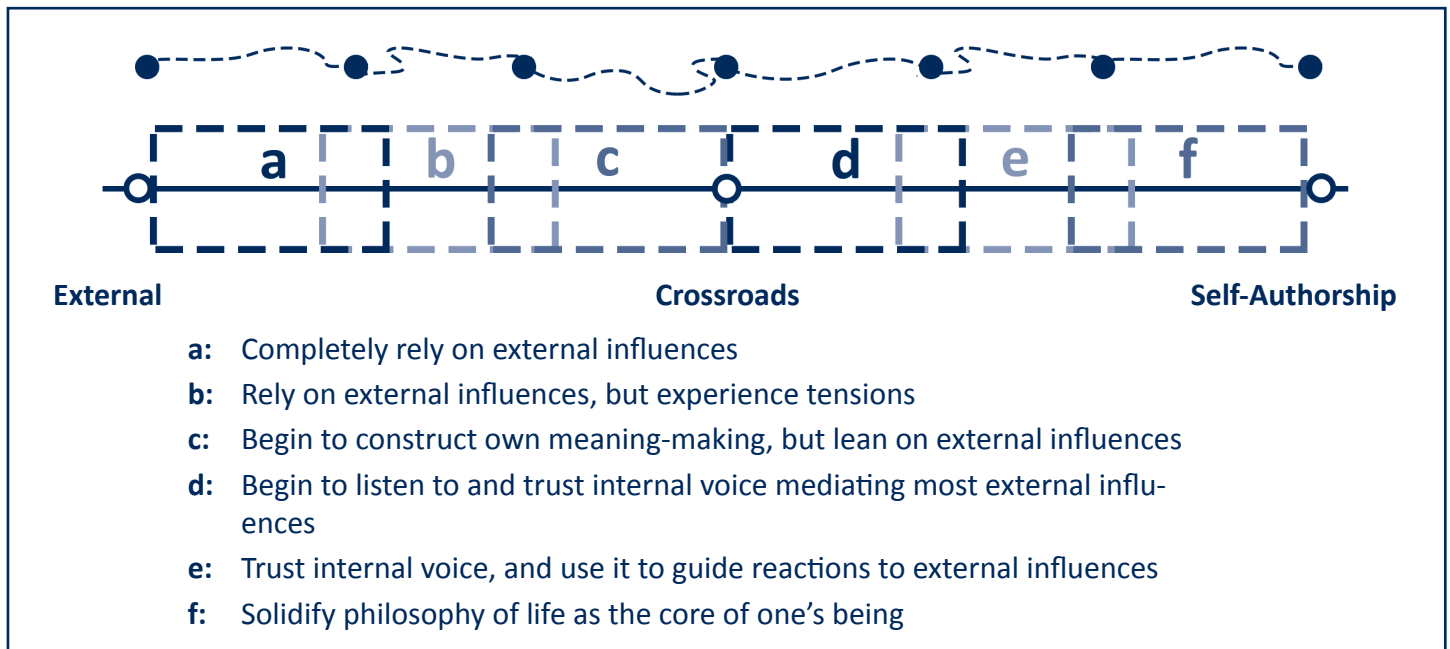 a b c d e f
External Crossroads Self-Authorship
a: Completely rely on external influences
b: Rely on external influences, but experience tensions
c: Begin to construct own meaning-making, but lean on external influences
d: Begin to listen to and trust internal voice mediating most external influ-
ences
e: Trust internal voice, and use it to guide reactions to external influences
f: Solidify philosophy of life as the core of one’s being